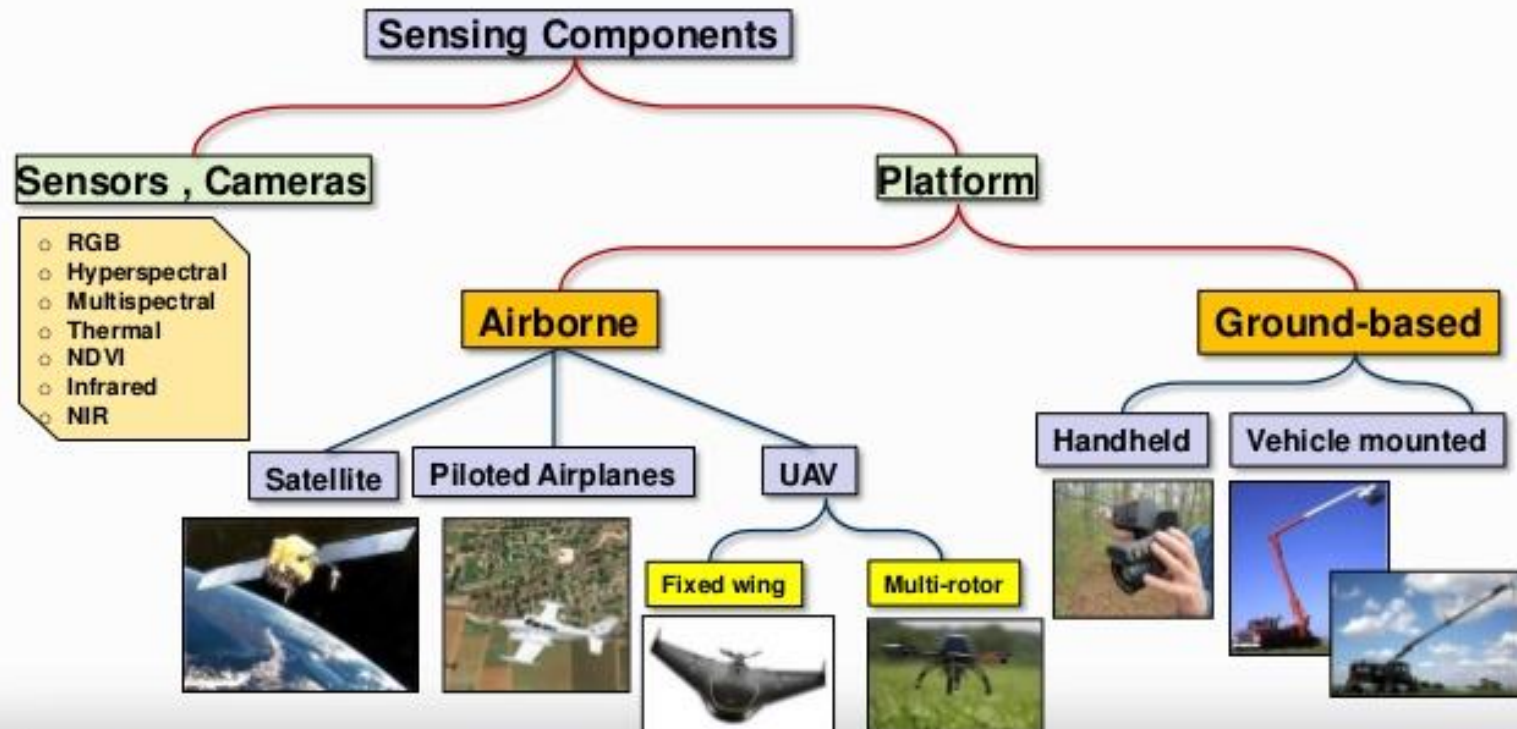 Sensing Components
Sensors , Cameras
Platform
RGB
Hyperspectral
Multispectral
Thermal
NDVI
Infrared
NIR
Airborne
Ground-based
Satellite
Piloted Airplanes
UAV
Handheld
Vehicle mounted
Fixed wing
Multi-rotor